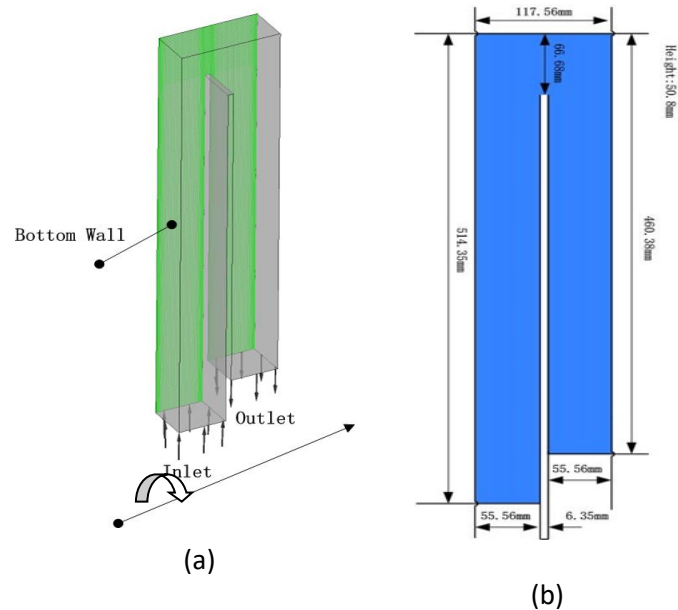 Bottom Wall
Outlet
Inlet
(a)
117.56mm
66.68mm
Height:50.8m
514.35mm
460.38mm
55.56mm
55.56mm
6.35mm
(b)